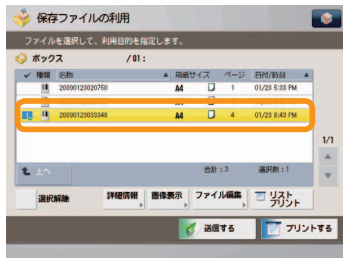 保存ファイルの利用
ファイルを選択して、利用目的を指定します。
ボックス /01:
種類 名称 ▲ 用紙サイズ ページ 日付/時刻 ▲
20090123020750 A4 1 01/23 5:33 PM
20090123033348 A4 4 01/23 8:43 PM
1/1
上へ 合計:3 選択数:1
選択解除 詳細情報 画像表示 ファイル編集 リストプリント
送信する プリントする